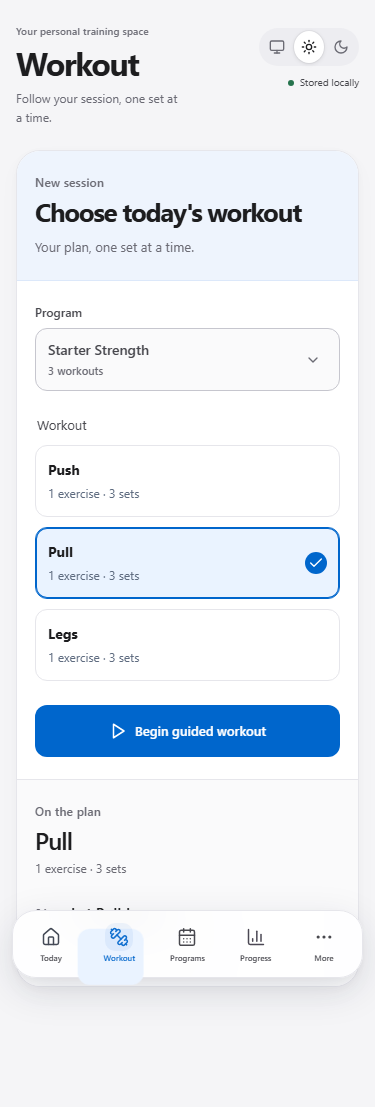 Your personal training space
Workout
Follow your session, one set at
a time.
Stored locally
New session
Choose today's workout
Your plan, one set at a time.
Program
Starter Strength
3 workouts
Workout
Push
1 exercise · 3 sets
Pull
1 exercise · 3 sets
Legs
1 exercise · 3 sets
Begin guided workout
On the plan
Pull
1 exercise · 3 sets
Today
Workout
Programs
Progress
More